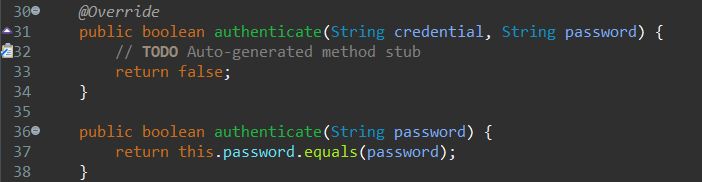 30 @Override
31 public boolean authenticate(String credential, String password) {
32 // TODO Auto-generated method stub
33 return false;
34 }
35
36 public boolean authenticate(String password) {
37 return this.password.equals(password);
38 }